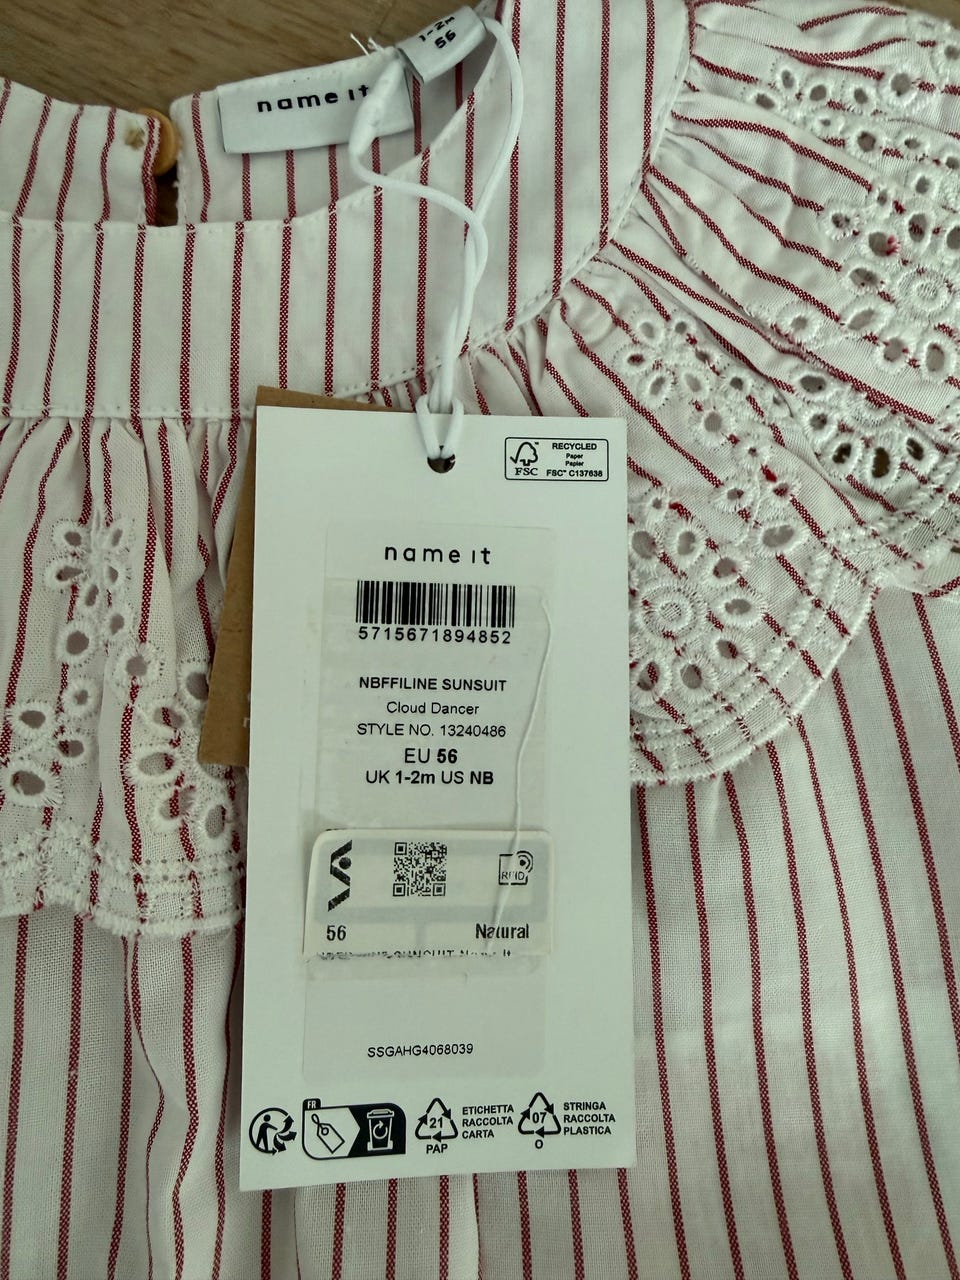 1-2m
56
name it
FSC
RECYCLED
Paper
Papier
FSC™ C137638
name it
5715671894852
NBFFILINE SUNSUIT
Cloud Dancer
STYLE NO. 13240486
EU 56
UK 1-2m US NB
RFID
56 Natural
SSGAHG4068039
FR
21
PAP
ETICHETTA
RACCOLTA
CARTA
07
O
STRINGA
RACCOLTA
PLASTICA